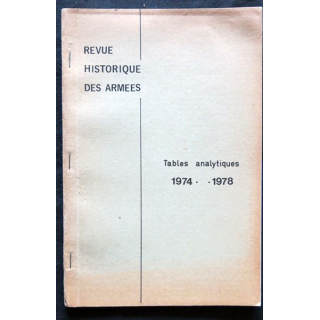 REVUE
HISTORIQUE
DES ARMEES
Tables analytiques
1974 - -1978